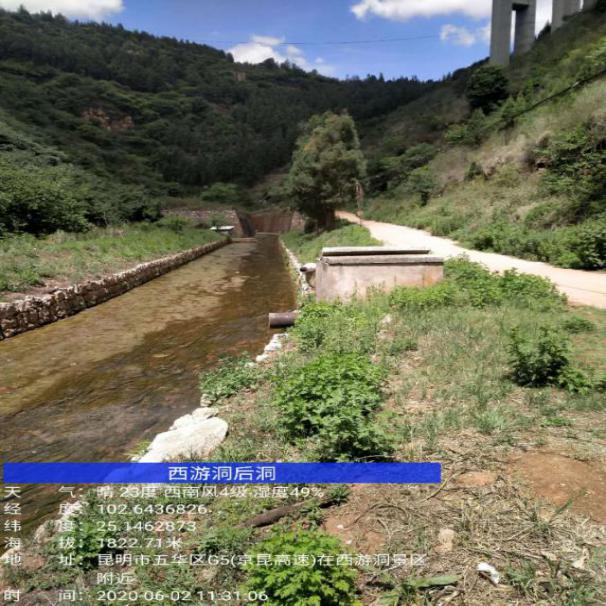 西游洞后洞
天 气：晴 23度 西南风4级 湿度49%
经 度：102.6436826
纬 度：25.1462873
海 拔：1822.71米
地 址：昆明市五华区G5(京昆高速)在西游洞景区
附近
时 间：2020-06-02 11:31:06